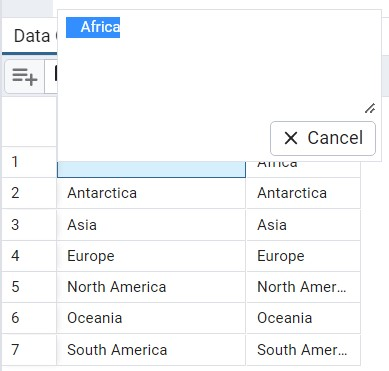 Africa
Data
Cancel
1 Africa
2 Antarctica Antarctica
3 Asia Asia
4 Europe Europe
5 North America North Amer...
6 Oceania Oceania
7 South America South Amer...